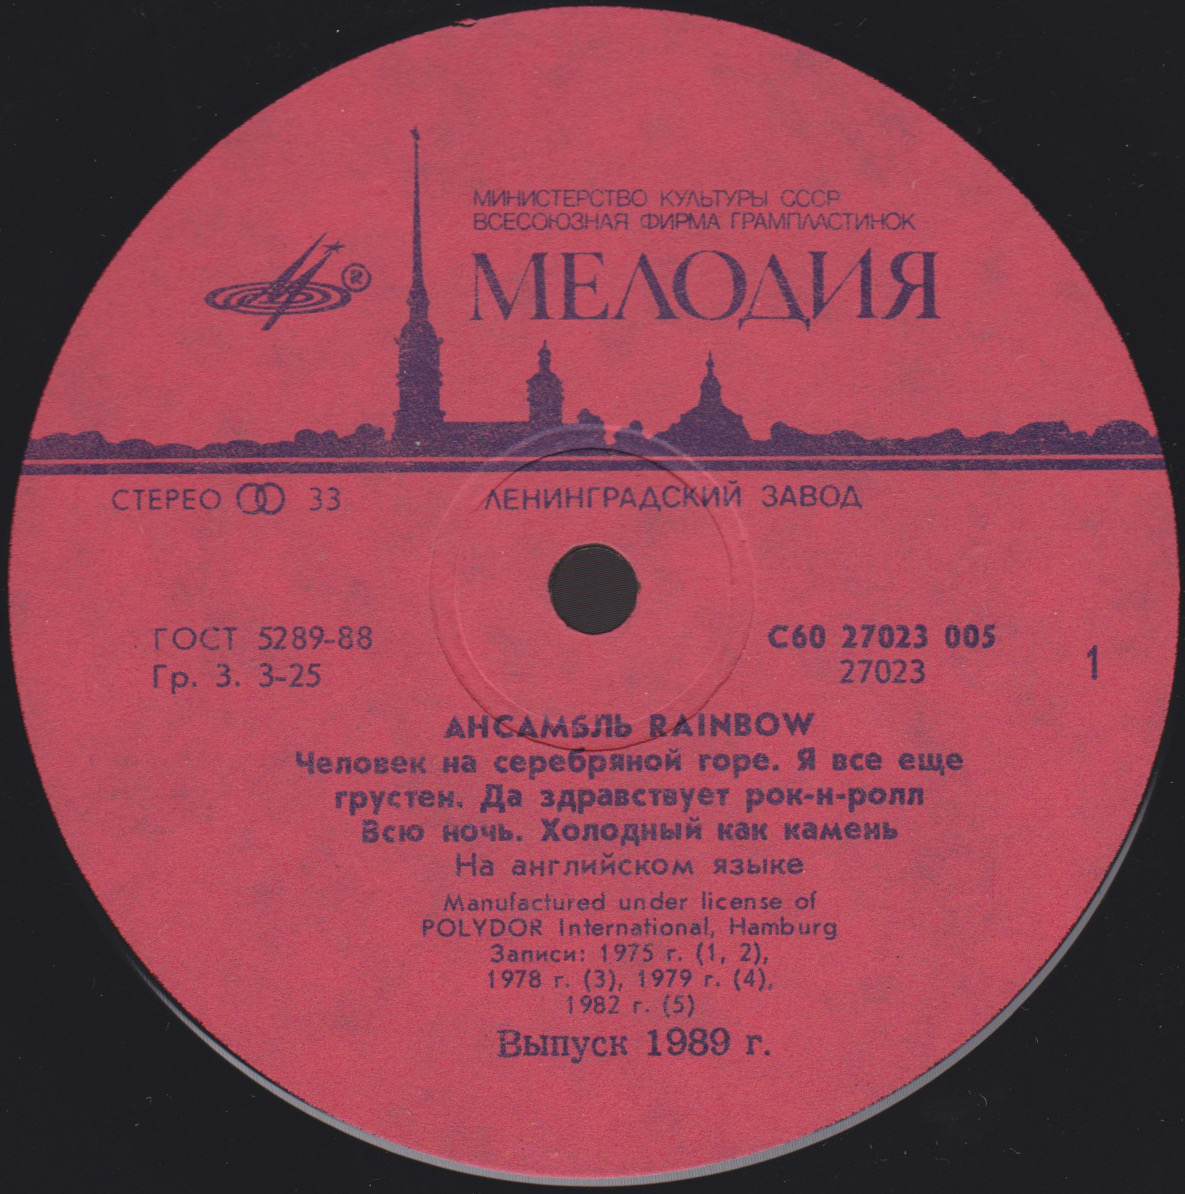 МИНИСТЕРСТВО КУЛЬТУРЫ СССР
ВСЕСОЮЗНАЯ ФИРМА ГРАМПЛАСТИНОК
МЕЛОДИЯ
СТЕРЕО 33
ЛЕНИНГРАДСКИЙ ЗАВОД
ГОСТ 5289-88
Гр. 3. 3-25
С60 27023 005
27023
1
АНСАМБЛЬ RAINBOW
Человек на серебряной горе. Я все еще
грустен. Да здравствует рок-н-ролл
Всю ночь. Холодный как камень
На английском языке
Manufactured under license of
POLYDOR International, Hamburg
Записи: 1975 г. (1, 2),
1978 г. (3), 1979 г. (4),
1982 г. (5)
Выпуск 1989 г.